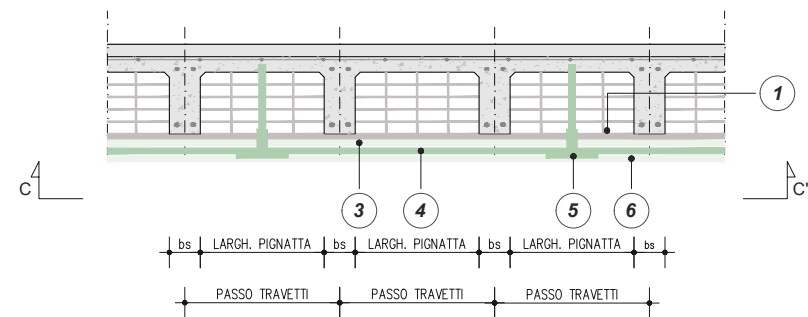 1
C
C'
3
4
5
6
bs
LARGH. PIGNATTA
bs
LARGH. PIGNATTA
bs
LARGH. PIGNATTA
bs
PASSO TRAVETTI
PASSO TRAVETTI
PASSO TRAVETTI